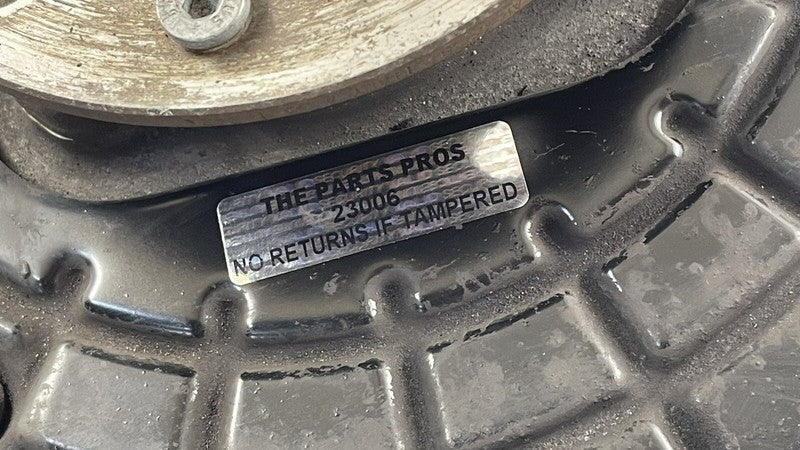 THE PARTS PROS
23006
NO RETURNS IF TAMPERED